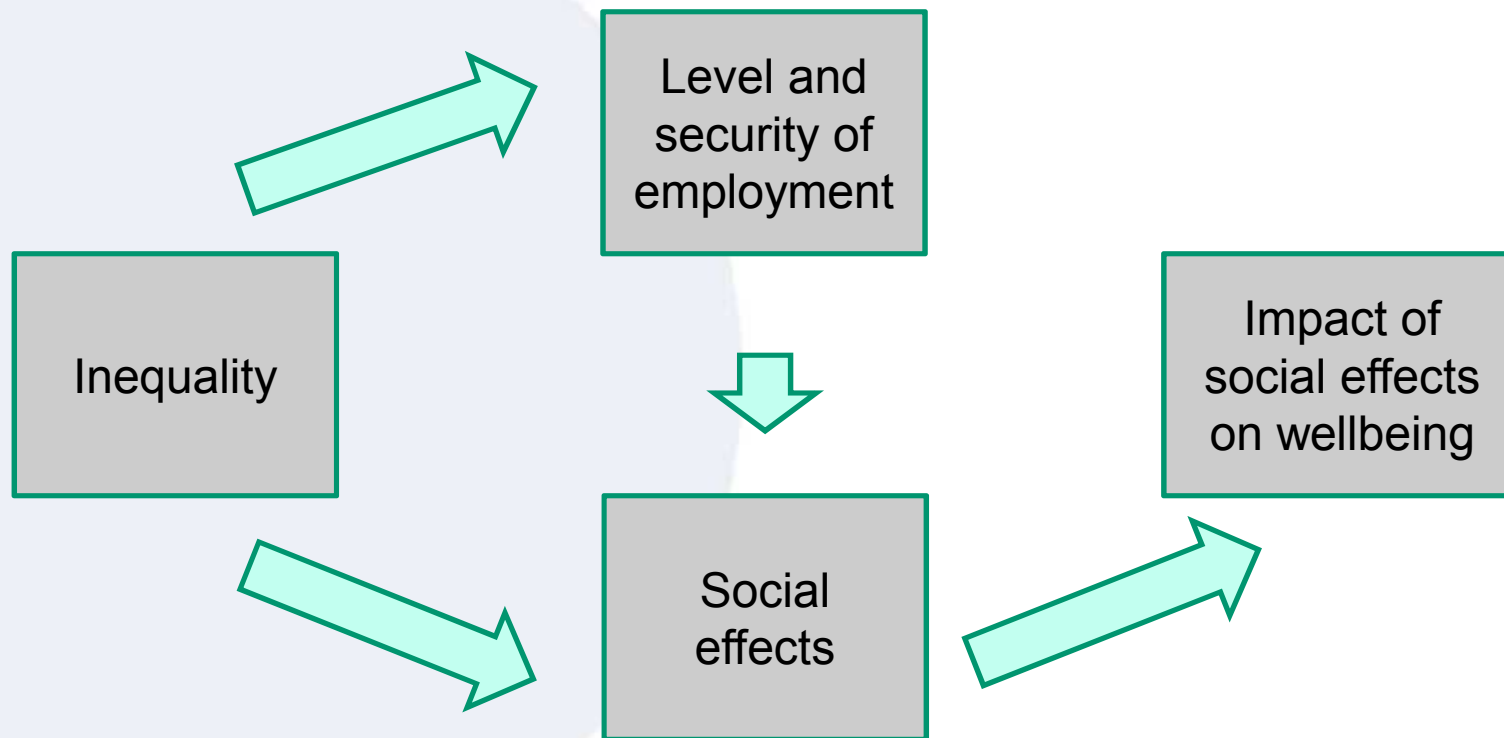 Level and
security of
employment
Inequality
Impact of
social effects
on wellbeing
Social
effects